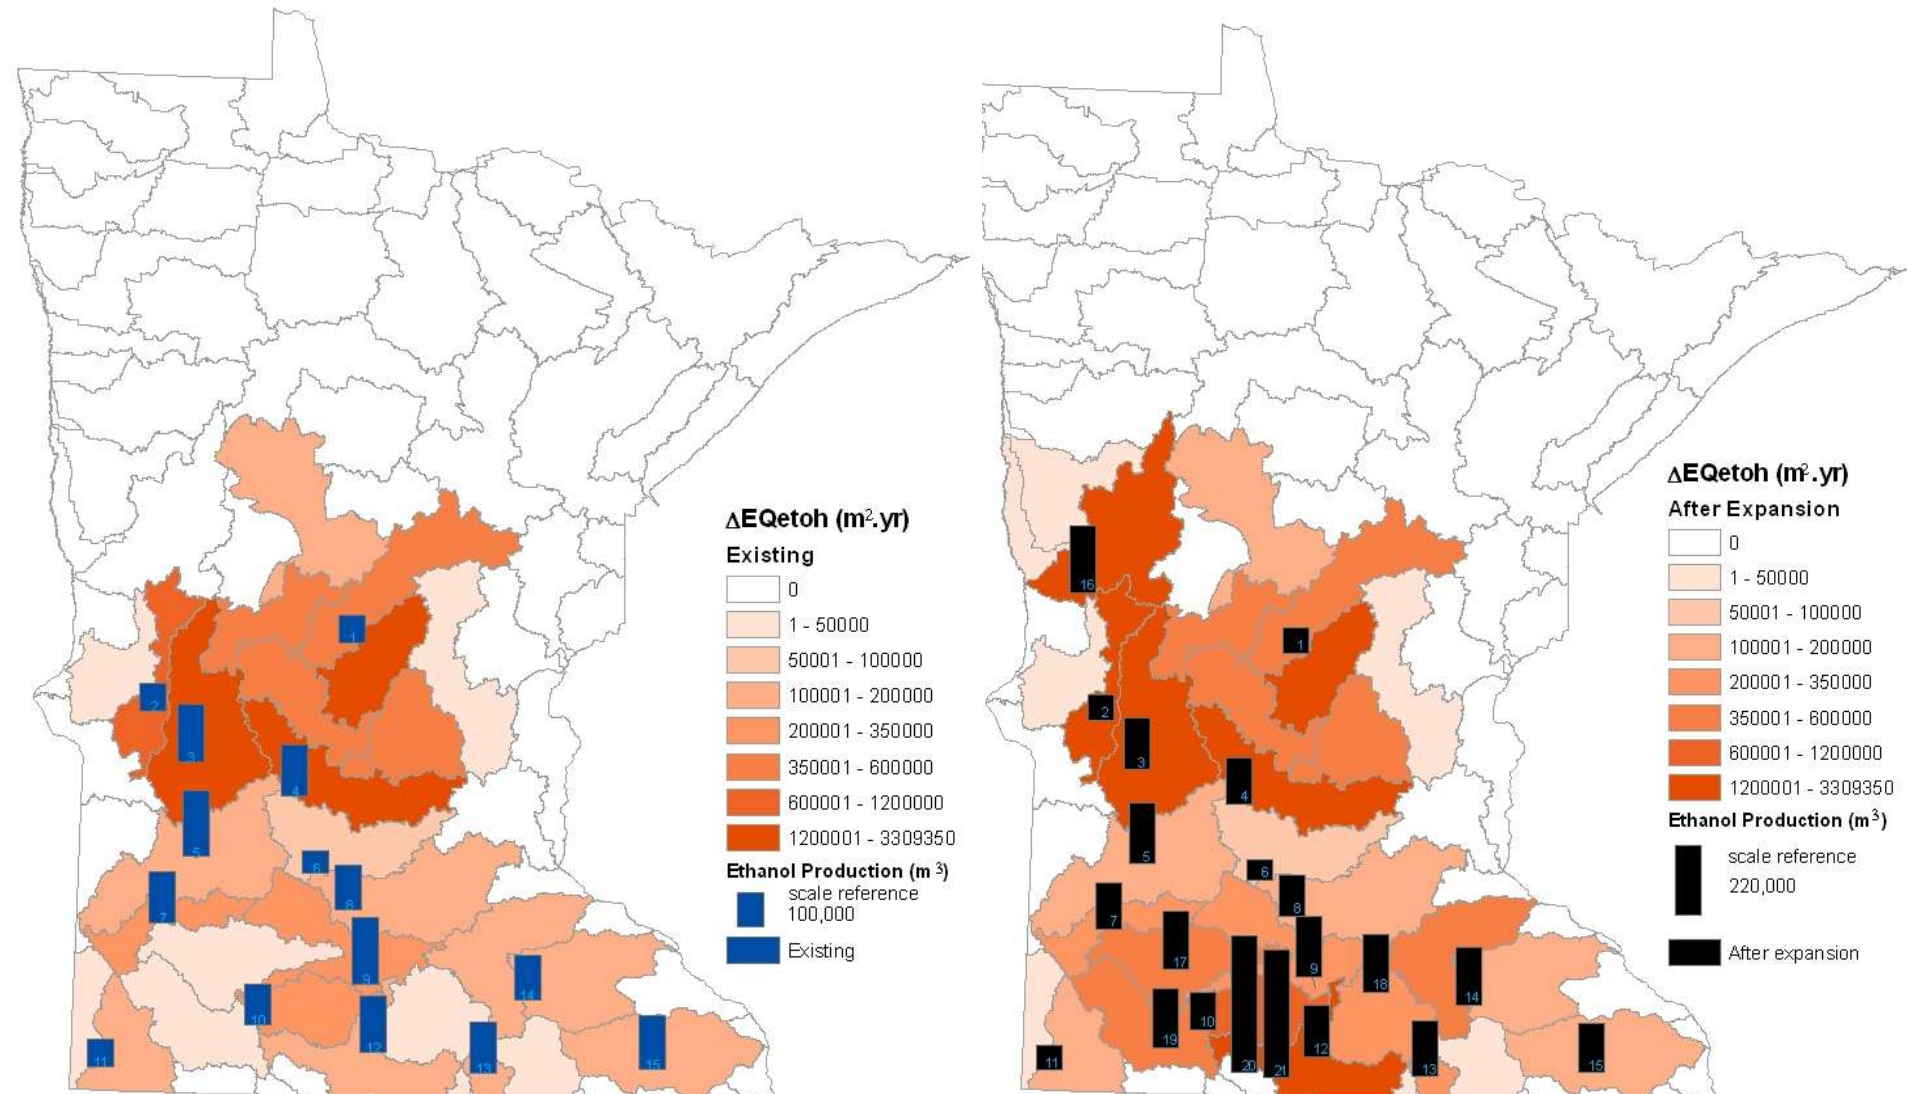 ΔEQetoh (m².yr)
Existing
0
1 - 50000
50001 - 100000
100001 - 200000
200001 - 350000
350001 - 600000
600001 - 1200000
1200001 - 3309350
Ethanol Production (m³)
scale reference
100,000
Existing
1
2
3
4
5
6
7
8
9
10
11
12
13
14
15
ΔEQetoh (m².yr)
After Expansion
0
1 - 50000
50001 - 100000
100001 - 200000
200001 - 350000
350001 - 600000
600001 - 1200000
1200001 - 3309350
Ethanol Production (m³)
scale reference
220,000
After expansion
16
1
2
3
4
5
6
7
8
17
9
18
14
19
10
20
21
12
13
11
15